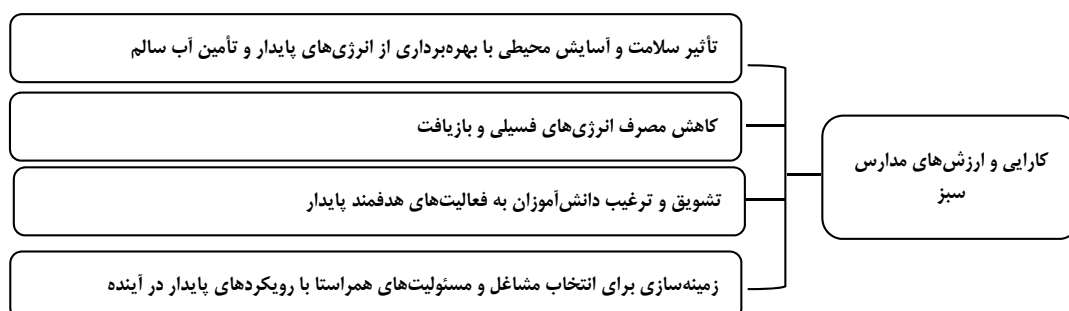 کارایی و ارزش‌های مدارس
سبز
تأثیر سلامت و آسایش محیطی با بهره‌برداری از انرژی‌های پایدار و تأمین آب سالم
کاهش مصرف انرژی‌های فسیلی و بازیافت
تشویق و ترغیب دانش‌آموزان به فعالیت‌های هدفمند پایدار
زمینه‌سازی برای انتخاب مشاغل و مسئولیت‌های همراستا با رویکردهای پایدار در آینده